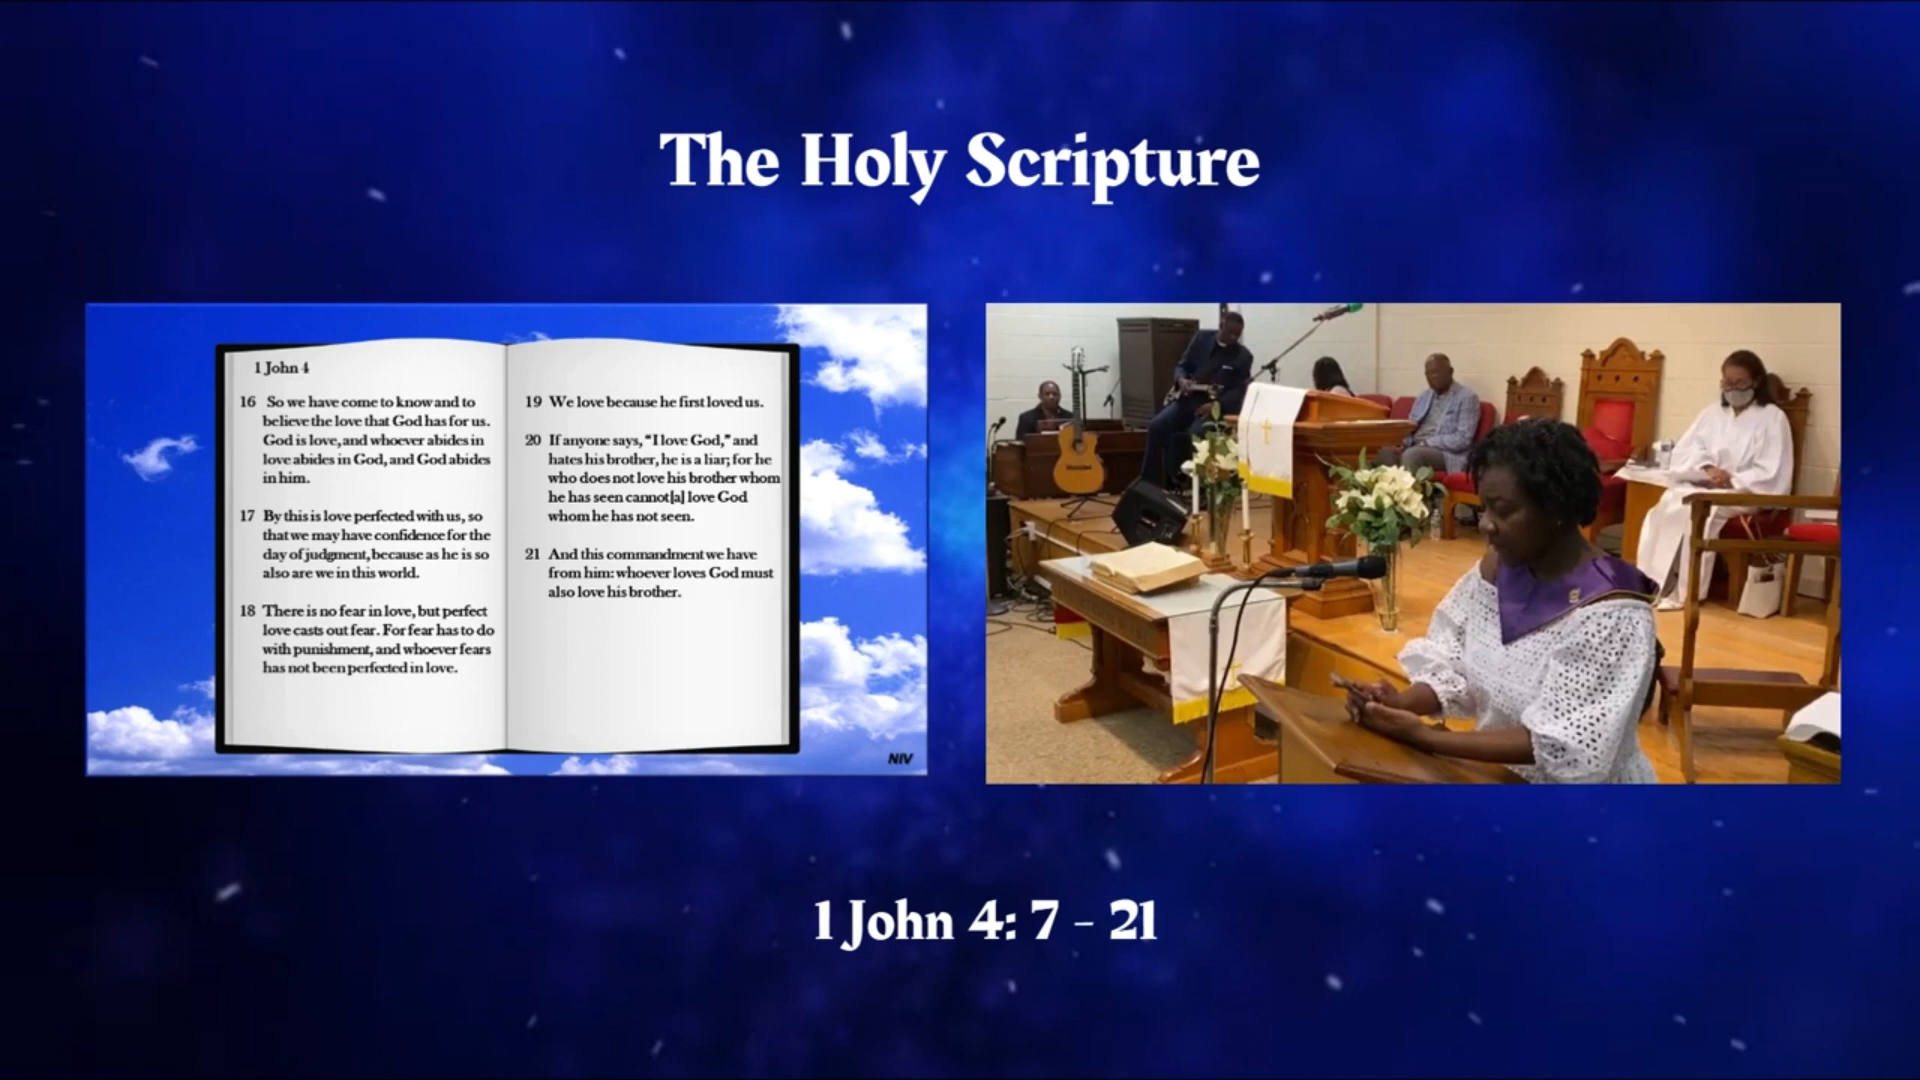 The Holy Scripture
1 John 4
16 So we have come to know and to
believe the love that God has for us.
God is love, and whoever abides in
love abides in God, and God abides
in him.
17 By this is love perfected with us, so
that we may have confidence for the
day of judgment, because as he is so
also are we in this world.
18 There is no fear in love, but perfect
love casts out fear. For fear has to do
with punishment, and whoever fears
has not been perfected in love.
19 We love because he first loved us.
20 If anyone says, “I love God,” and
hates his brother, he is a liar; for he
who does not love his brother whom
he has seen cannot[a] love God
whom he has not seen.
21 And this commandment we have
from him: whoever loves God must
also love his brother.
NIV
1 John 4: 7 - 21